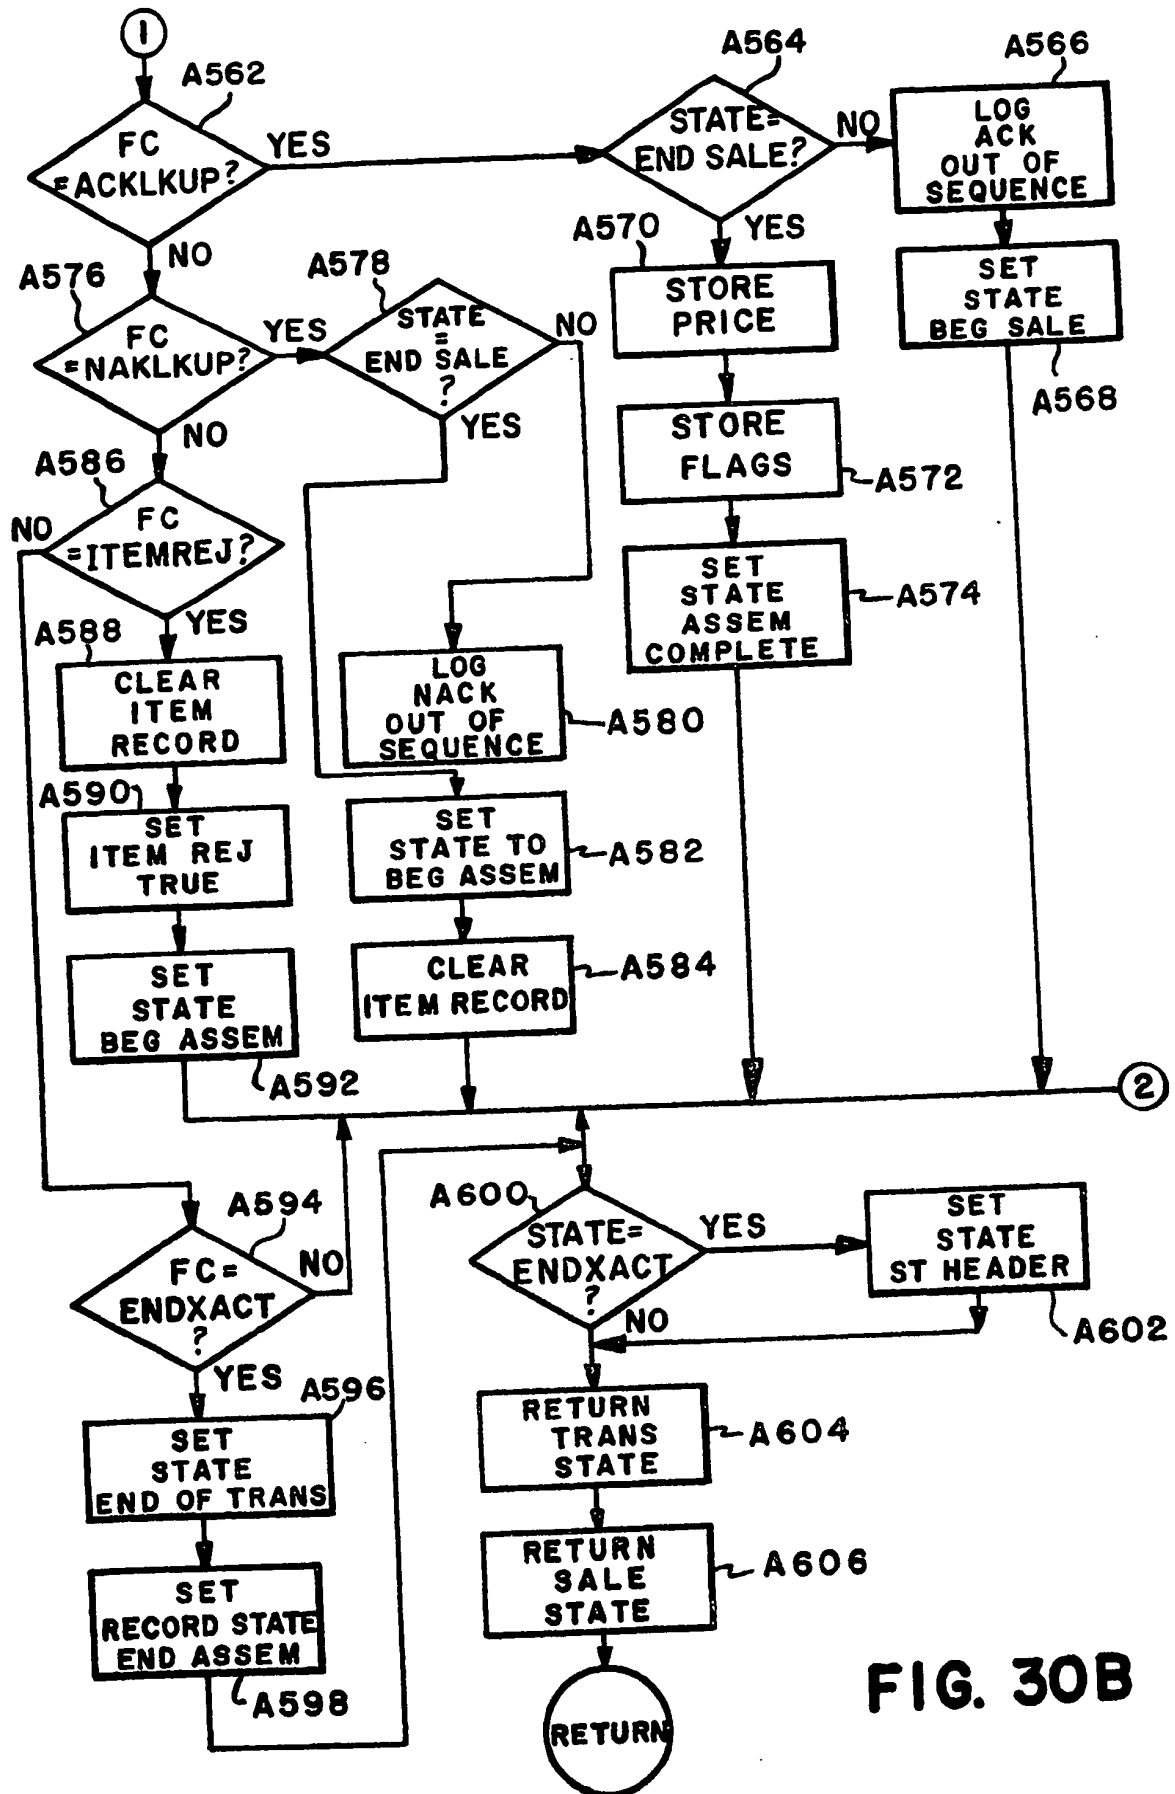 1
A562
FC
=ACKLKUP?
YES
NO
A564
STATE=
END SALE?
NO
YES
A566
LOG
ACK
OUT OF
SEQUENCE
SET
STATE
BEG SALE
A568
A570
STORE
PRICE
STORE
FLAGS
A572
SET
STATE
ASSEM
COMPLETE
A574
A576
FC
=NAKLKUP?
YES
NO
A578
STATE
=
END SALE
?
NO
YES
LOG
NACK
OUT OF
SEQUENCE
A580
SET
STATE TO
BEG ASSEM
A582
CLEAR
ITEM RECORD
A584
A586
FC
=ITEMREJ?
NO
YES
A588
CLEAR
ITEM
RECORD
A590
SET
ITEM REJ
TRUE
SET
STATE
BEG ASSEM
A592
2
A594
FC=
ENDXACT
?
NO
YES
A596
SET
STATE
END OF TRANS
SET
RECORD STATE
END ASSEM
A598
A600
STATE=
ENDXACT
?
YES
NO
SET
STATE
ST HEADER
A602
RETURN
TRANS
STATE
A604
RETURN
SALE
STATE
A606
RETURN
FIG. 30B